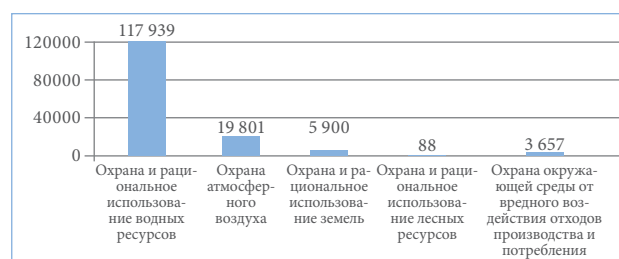 117 939
120000
80000
40000
19 801
5 900
88
3 657
0
Охрана и раци-
ональное
использова-
ние водных
ресурсов
Охрана
атмосфер-
ного
воздуха
Охрана и ра-
циональное
использова-
ние земель
Охрана и раци-
ональное
использова-
ние лесных
ресурсов
Охрана окружа-
ющей среды от
вредного воз-
действия отходов
производства и
потребления